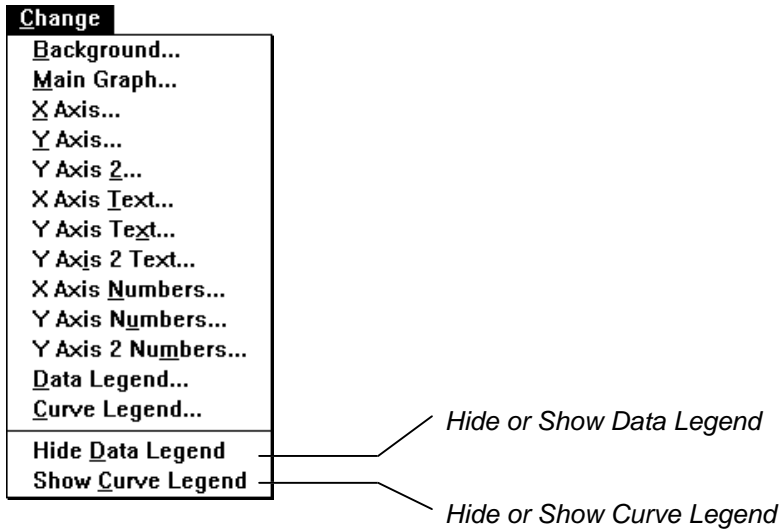 Change
Background...
Main Graph...
X Axis...
Y Axis...
Y Axis 2...
X Axis Text...
Y Axis Text...
Y Axis 2 Text...
X Axis Numbers...
Y Axis Numbers...
Y Axis 2 Numbers...
Data Legend...
Curve Legend...
Hide Data Legend
Show Curve Legend
Hide or Show Data Legend
Hide or Show Curve Legend